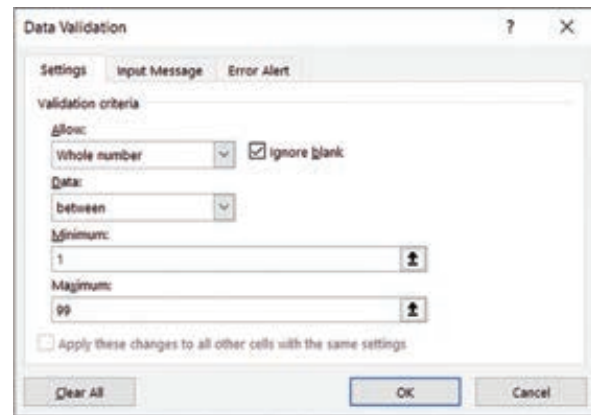 Data Validation ? ×
Settings Input Message Error Alert
Validation criteria
Allow:
Whole number Ignore blank
Data:
between
Minimum:
1
Maximum:
99
Apply these changes to all other cells with the same settings
Clear All OK Cancel